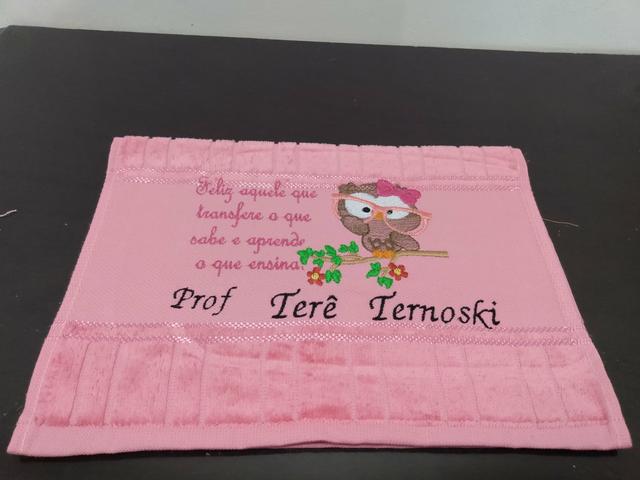 Feliz aquele que
transfere o que
sabe e aprende
o que ensina.
Prof Terê Ternoski